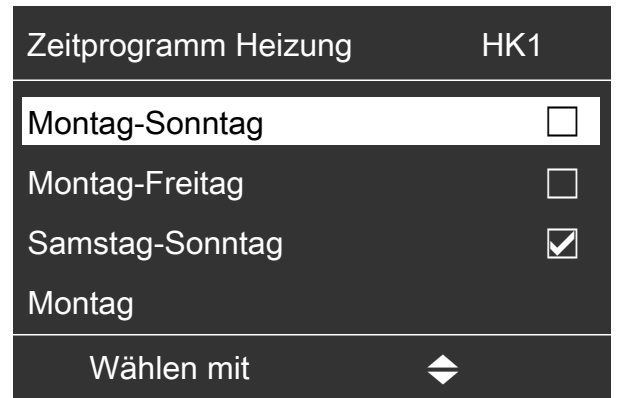 Zeitprogramm Heizung HK1
Montag-Sonntag
Montag-Freitag
Samstag-Sonntag
Montag
Wählen mit